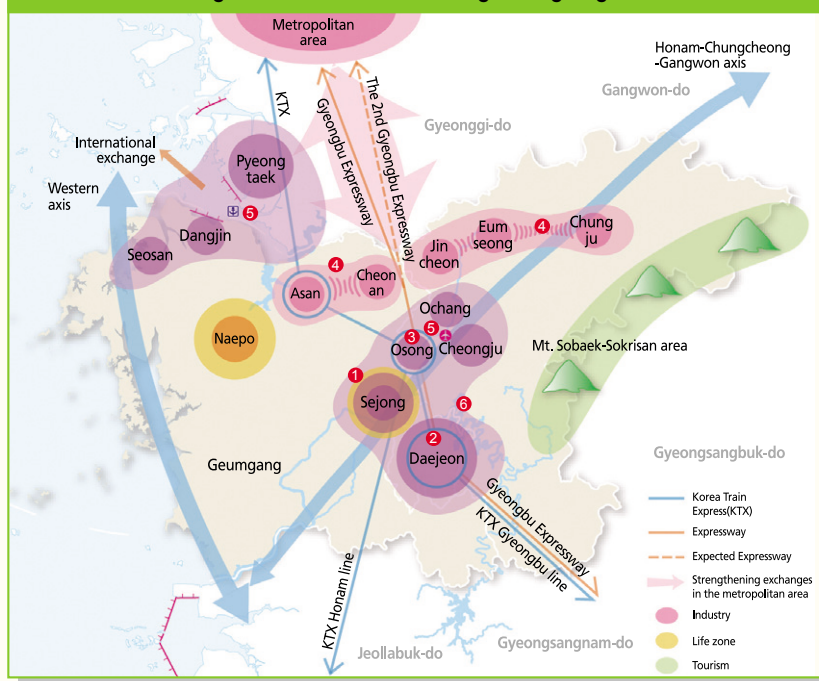 Metropolitan
area
Honam-Chungcheong
-Gangwon axis
Gangwon-do
KTX
Gyeongbu Expressway
The 2nd Gyeongbu Expressway
Gyeonggi-do
International
exchange
Western
axis
Pyeong
taek
5
Dangjin
Seosan
4
Asan
Cheon
an
Jin
cheon
Eum
seong
4
Chung
ju
Ochang
5
3
Osong
Cheongju
Naepo
Mt. Sobaek-Sokrisan area
1
Sejong
6
2
Daejeon
Geumgang
Gyeongsangbuk-do
Gyeongbu Expressway
KTX Gyeongbu line
KTX Honam line
Jeollabuk-do
Gyeongsangnam-do
Korea Train
Express(KTX)
Expressway
Expected Expressway
Strengthening exchanges
in the metropolitan area
Industry
Life zone
Tourism